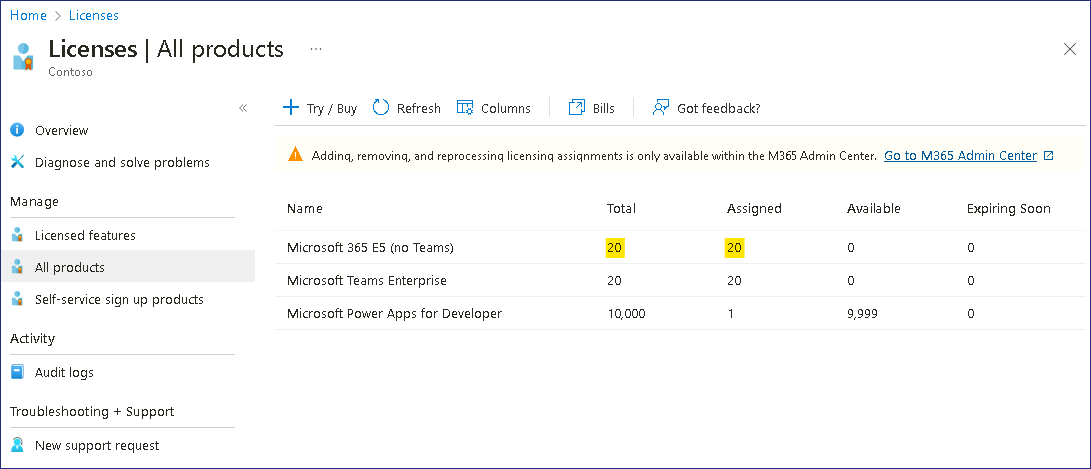 Home > Licenses
Licenses | All products ...
Contoso
«
Overview
Diagnose and solve problems
Manage
Licensed features
All products
Self-service sign up products
Activity
Audit logs
Troubleshooting + Support
New support request
Try / Buy Refresh Columns Bills Got feedback?
Adding, removing, and reprocessing licensing assignments is only available within the M365 Admin Center. Go to M365 Admin Center
Name Total Assigned Available Expiring Soon
Microsoft 365 E5 (no Teams) 20 20 0 0
Microsoft Teams Enterprise 20 20 0 0
Microsoft Power Apps for Developer 10,000 1 9,999 0